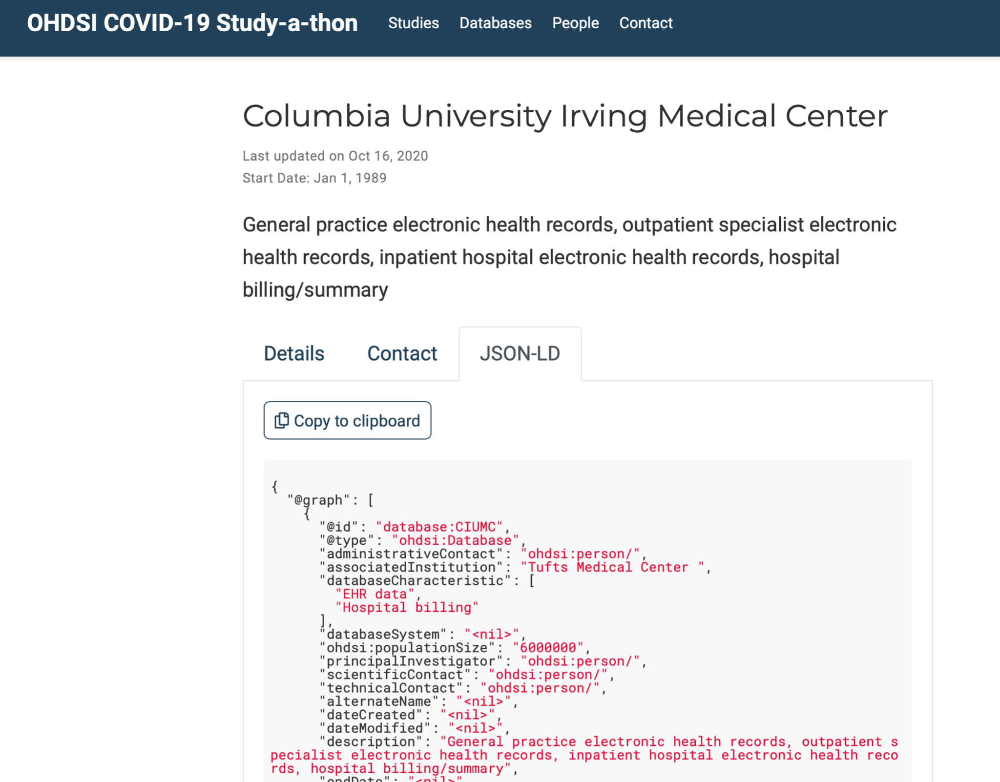 OHDSI COVID-19 Study-a-thon Studies Databases People Contact
Columbia University Irving Medical Center
Last updated on Oct 16, 2020
Start Date: Jan 1, 1989
General practice electronic health records, outpatient specialist electronic
health records, inpatient hospital electronic health records, hospital
billing/summary
Details Contact JSON-LD
Copy to clipboard
{
"@graph": [
{
"@id": "database:CIUMC",
"@type": "ohdsi:Database",
"administrativeContact": "ohdsi:person/",
"associatedInstitution": "Tufts Medical Center ",
"databaseCharacteristic": [
"EHR data",
"Hospital billing"
],
"databaseSystem": "<nil>",
"ohdsi:populationSize": "6000000",
"principalInvestigator": "ohdsi:person/",
"scientificContact": "ohdsi:person/",
"technicalContact": "ohdsi:person/",
"alternateName": "<nil>",
"dateCreated": "<nil>",
"dateModified": "<nil>",
"description": "General practice electronic health records, outpatient s
pecialist electronic health records, inpatient hospital electronic health reco
rds, hospital billing/summary",
"endDate": "<nil>"